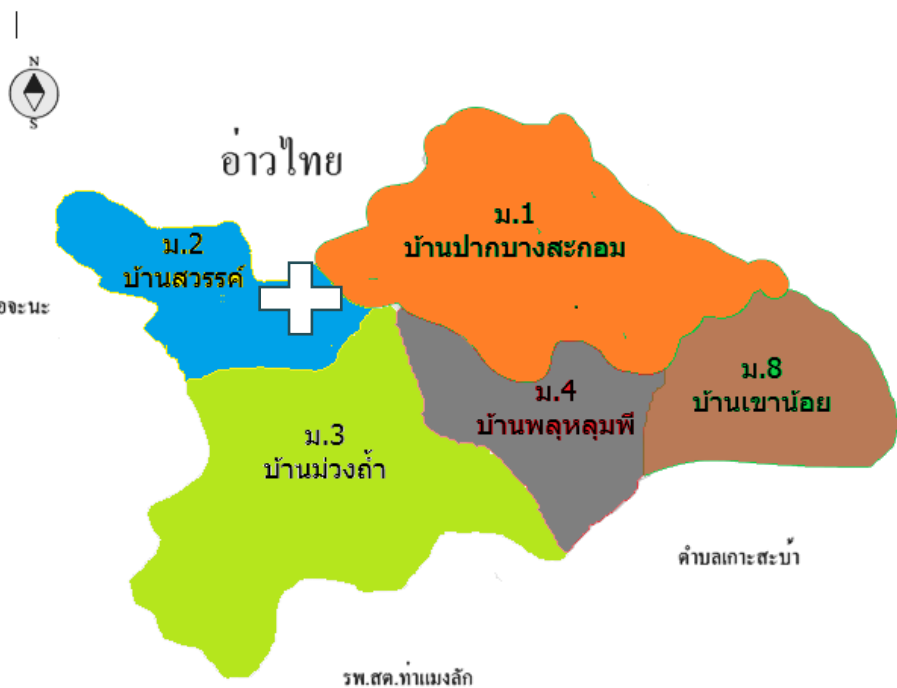 N
S
อ่าวไทย
ม.1
บ้านปากบางสะกอม
ม.2
บ้านสวรรค์
อจะนะ
ม.8
บ้านเขาน้อย
ม.4
บ้านพลุหลุมพี
ม.3
บ้านม่วงถ้ำ
ตำบลเกาะสะบ้า
รพ.สต.ท่าแมงลัก